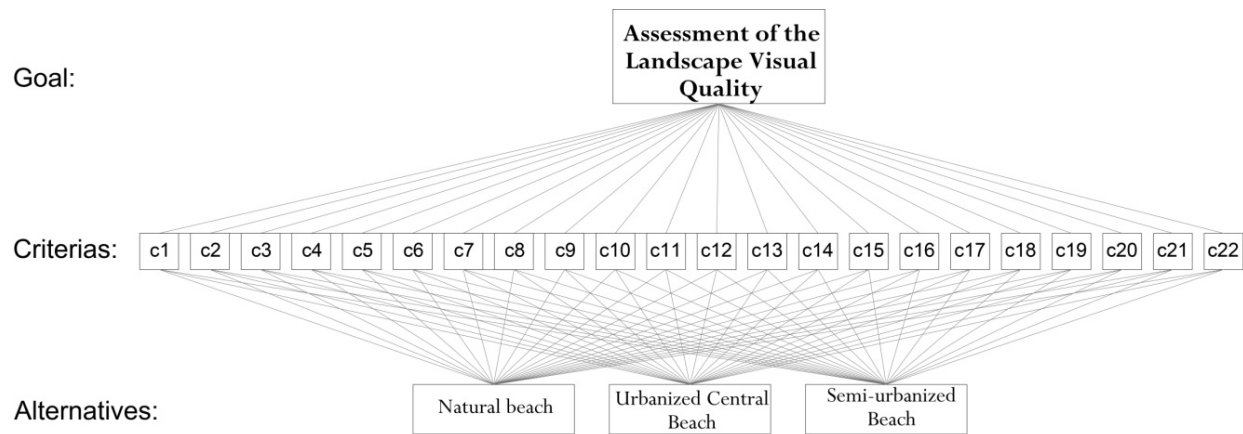 Assessment of the
Landscape Visual
Quality
Goal:
Criterias: c1 c2 c3 c4 c5 c6 c7 c8 c9 c10 c11 c12 c13 c14 c15 c16 c17 c18 c19 c20 c21 c22
Alternatives:
Natural beach
Urbanized Central
Beach
Semi-urbanized
Beach